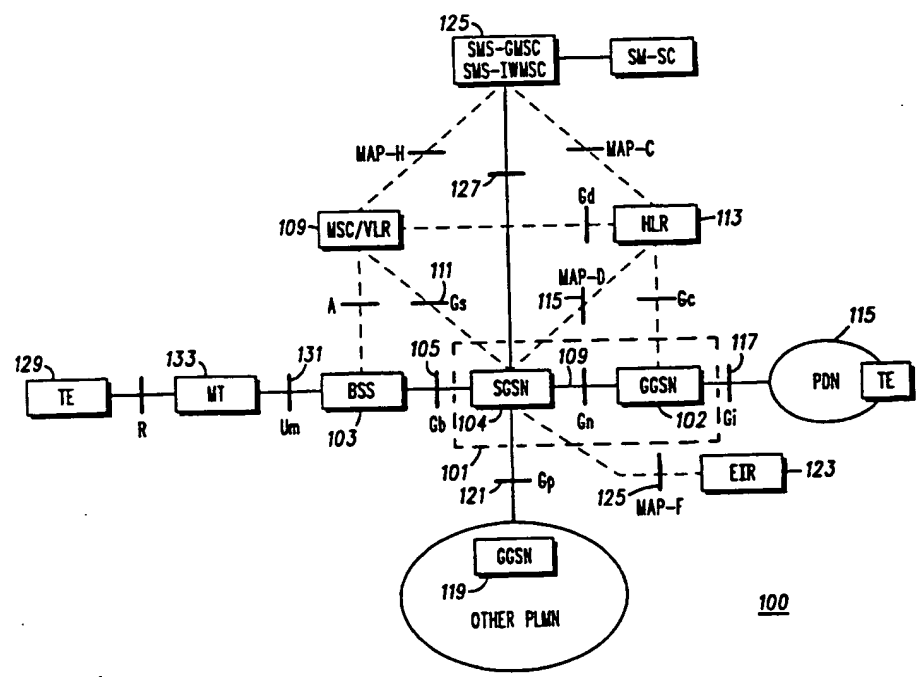 125
SMS-GMSC
SMS-IWMSC
SM-SC
MAP-H
MAP-C
127
Gd
109
MSC/VLR
HLR
113
111
MAP-D
A
Gs
115
Gc
115
129
133
131
105
109
117
TE
MT
BSS
SGSN
GGSN
PDN
TE
R
Um
103
Gb
104
Gn
102
Gi
101
121
Gp
125
MAP-F
EIR
123
GGSN
119
OTHER PLMN
100